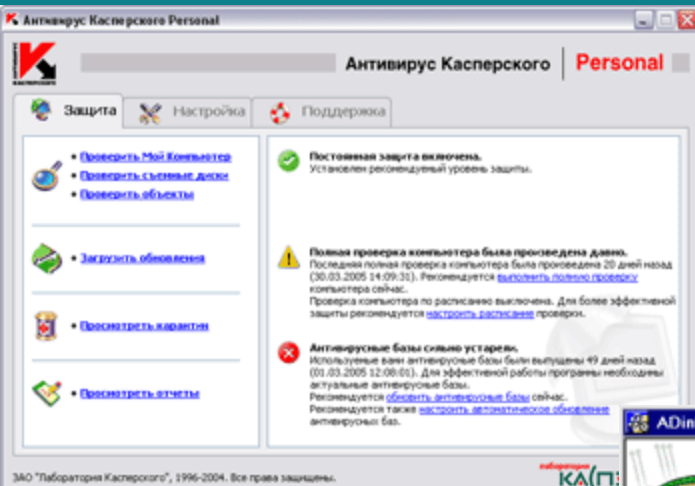 Антивирус Касперского Personal
Антивирус Касперского Personal
Защита
Настройка
Поддержка
• Проверить Мой Компьютер
• Проверить съемные диски
• Проверить объекты
• Загрузить обновления
• Просмотреть карантин
• Просмотреть отчеты
Постоянная защита включена.
Установлен рекомендуемый уровень защиты.
Полная проверка компьютера была произведена давно.
Последняя полная проверка компьютера была произведена 20 дней назад
(30.03.2005 14:09:31). Рекомендуется выполнить полную проверку
компьютера сейчас.
Проверка компьютера по расписанию выключена. Для более эффективной
защиты рекомендуется настроить расписание проверки.
Антивирусные базы сильно устарели.
Используемые вами антивирусные базы были выпущены 49 дней назад
(01.03.2005 12:08:01). Для эффективной работы программы необходимы
актуальные антивирусные базы.
Рекомендуется обновить антивирусные базы сейчас.
Рекомендуется также настроить автоматическое обновление
антивирусных баз.
ADin
ЗАО "Лаборатория Касперского", 1996-2004. Все права защищены.
лаборатория
КА(П